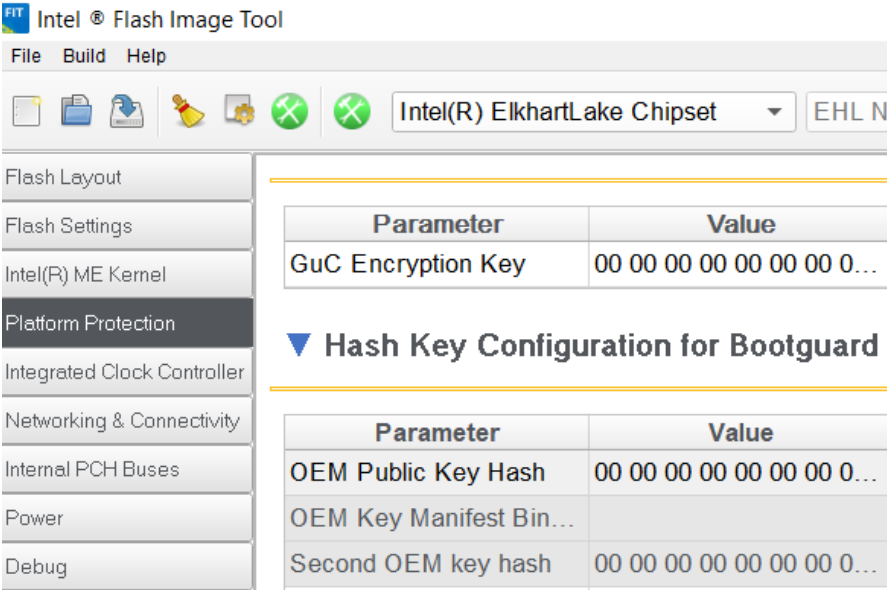 FIT Intel ® Flash Image Tool
File Build Help
Intel(R) ElkhartLake Chipset EHL N
Flash Layout
Flash Settings
Intel(R) ME Kernel
Platform Protection
Integrated Clock Controller
Networking & Connectivity
Internal PCH Buses
Power
Debug
Parameter Value
GuC Encryption Key 00 00 00 00 00 00 00 0...
Hash Key Configuration for Bootguard
Parameter Value
OEM Public Key Hash 00 00 00 00 00 00 00 0...
OEM Key Manifest Bin...
Second OEM key hash 00 00 00 00 00 00 00 0...